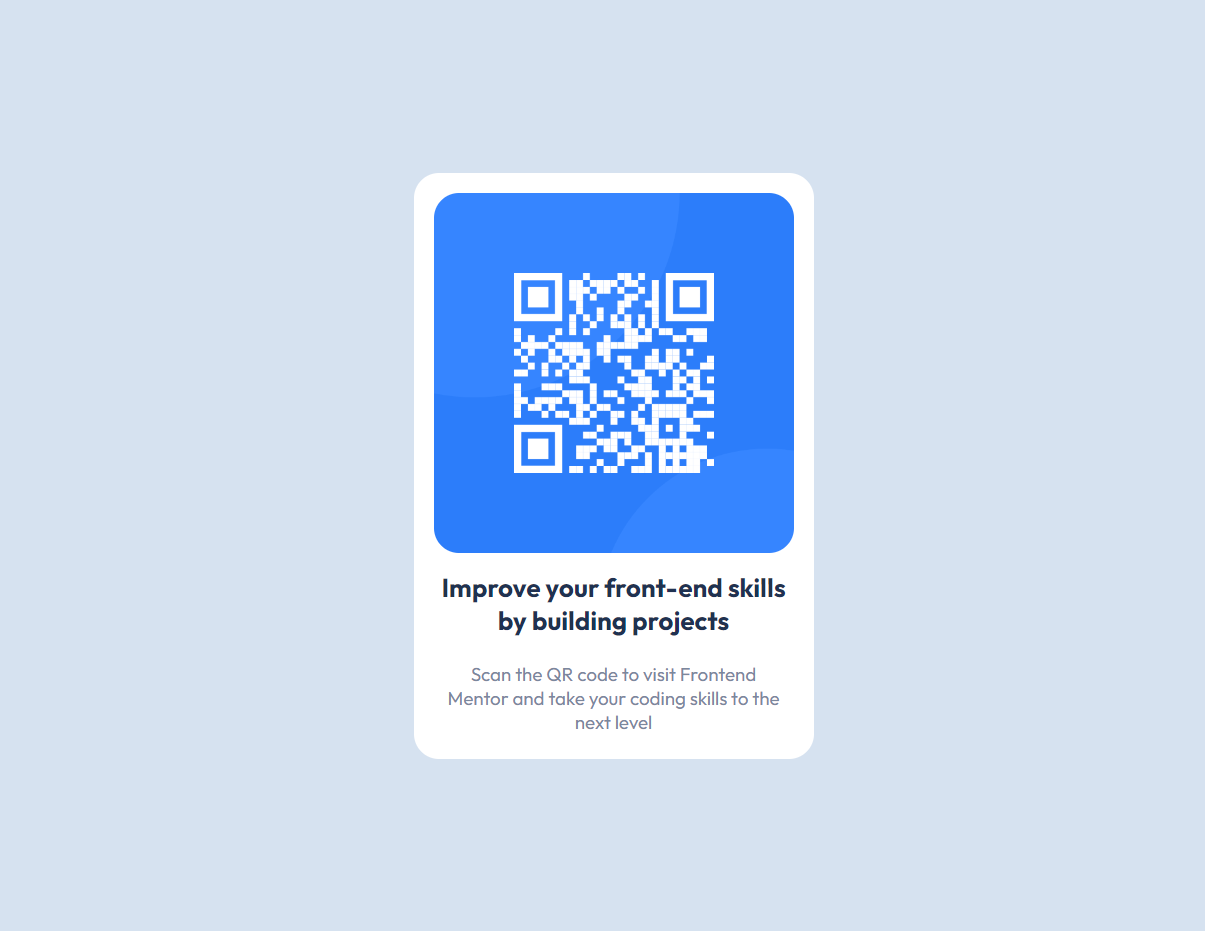 Improve your front-end skills
by building projects
Scan the QR code to visit Frontend
Mentor and take your coding skills to the
next level